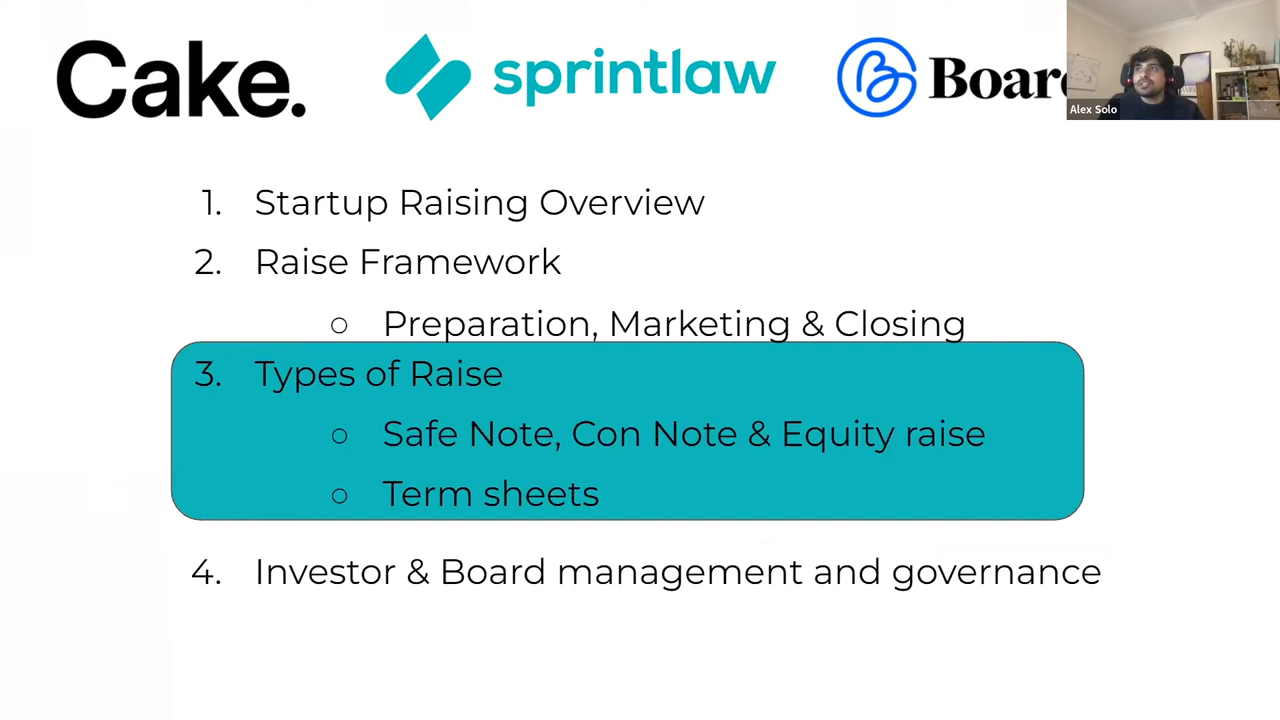 Cake.
sprintlaw
Boar
Alex Solo
1. Startup Raising Overview
2. Raise Framework
○ Preparation, Marketing & Closing
3. Types of Raise
○ Safe Note, Con Note & Equity raise
○ Term sheets
4. Investor & Board management and governance